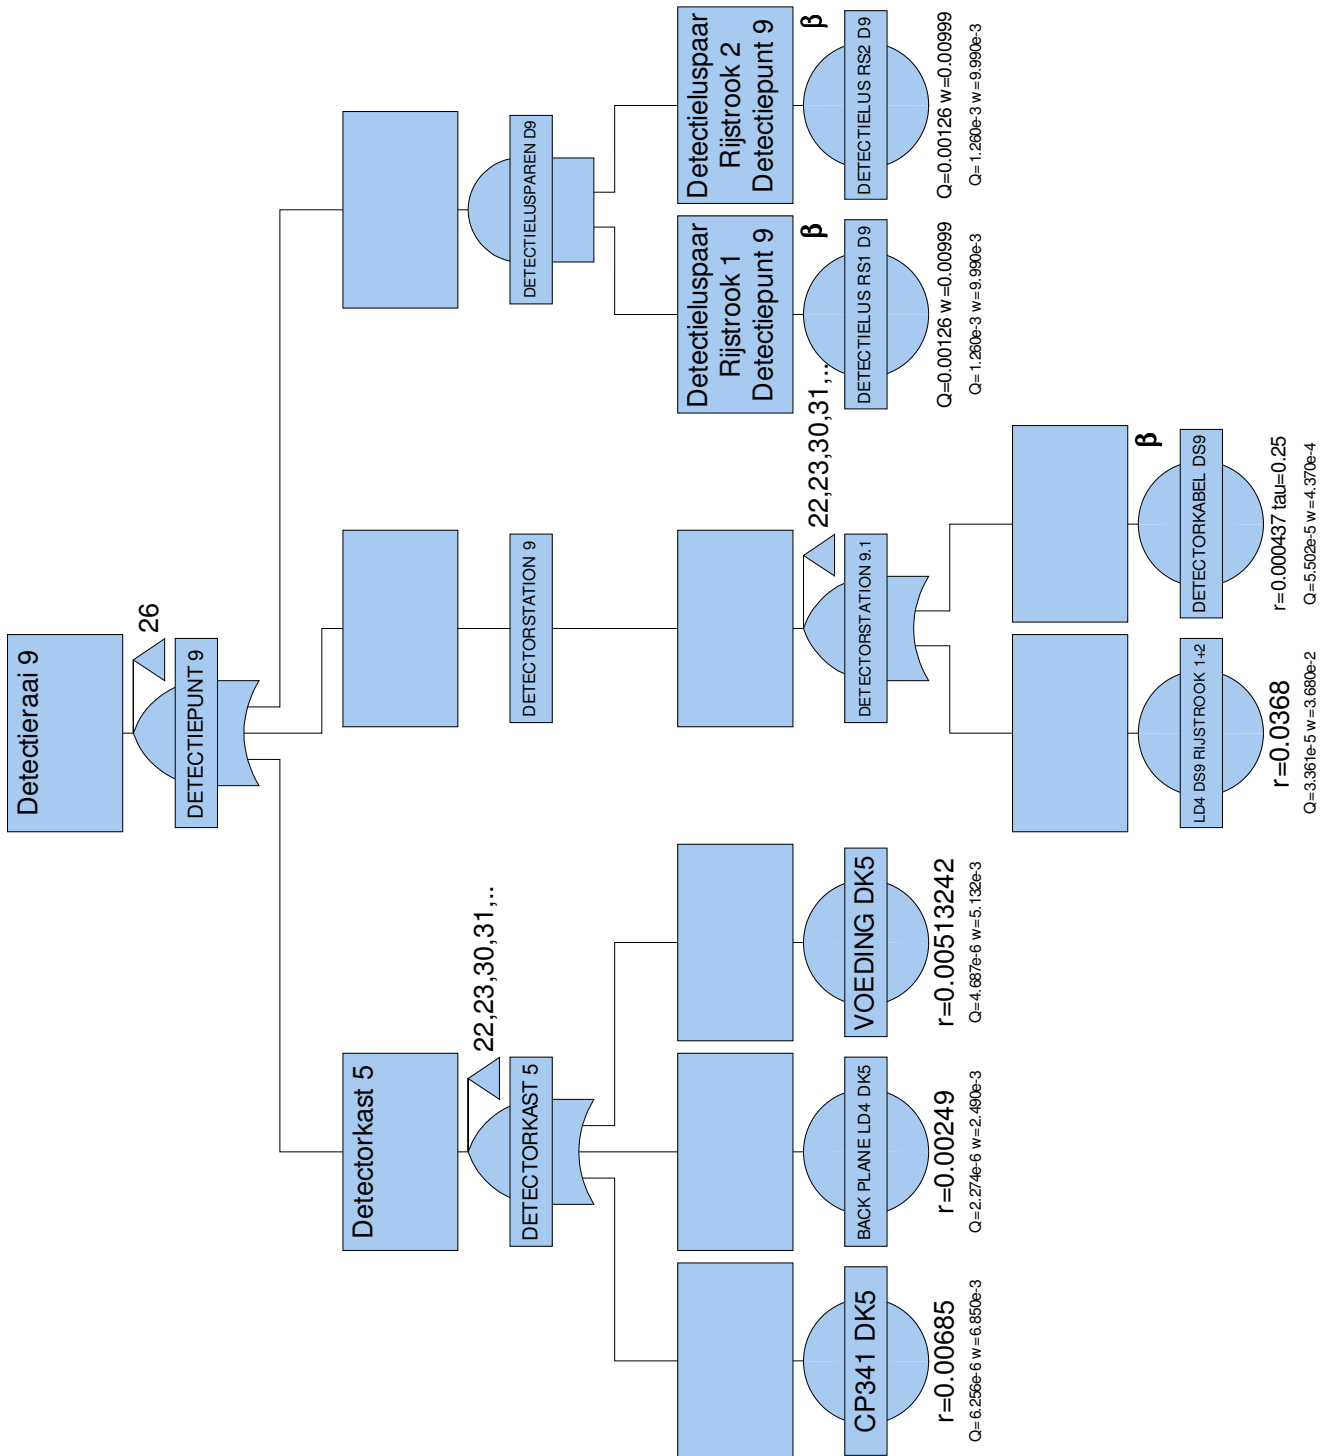 Detectieraai 9
26
DETECTIEPUNT 9
Detectorkast 5
22,23,30,31,..
DETECTORKAST 5
DETECTORSTATION 9
DETECTIELUSPAREN D9
CP341 DK5
r=0.00685
Q=6.256e-6 w=6.850e-3
BACK PLANE LD4 DK5
r=0.00249
Q=2.274e-6 w=2.490e-3
VOEDING DK5
r=0.00513242
Q=4.687e-6 w=5.132e-3
22,23,30,31,..
DETECTORSTATION 9.1
Detectieluspaar
Rijstrook 1
Detectiepunt 9
β
DETECTIELUS RS1 D9
Q=0.00126 w=0.00999
Q=1.260e-3 w=9.990e-3
Detectieluspaar
Rijstrook 2
Detectiepunt 9
β
DETECTIELUS RS2 D9
Q=0.00126 w=0.00999
Q=1.260e-3 w=9.990e-3
LD4 DS9 RIJSTROOK 1+2
r=0.0368
Q=3.361e-5 w=3.680e-2
β
DETECTORKABEL DS9
r=0.000437 tau=0.25
Q=5.502e-5 w=4.370e-4